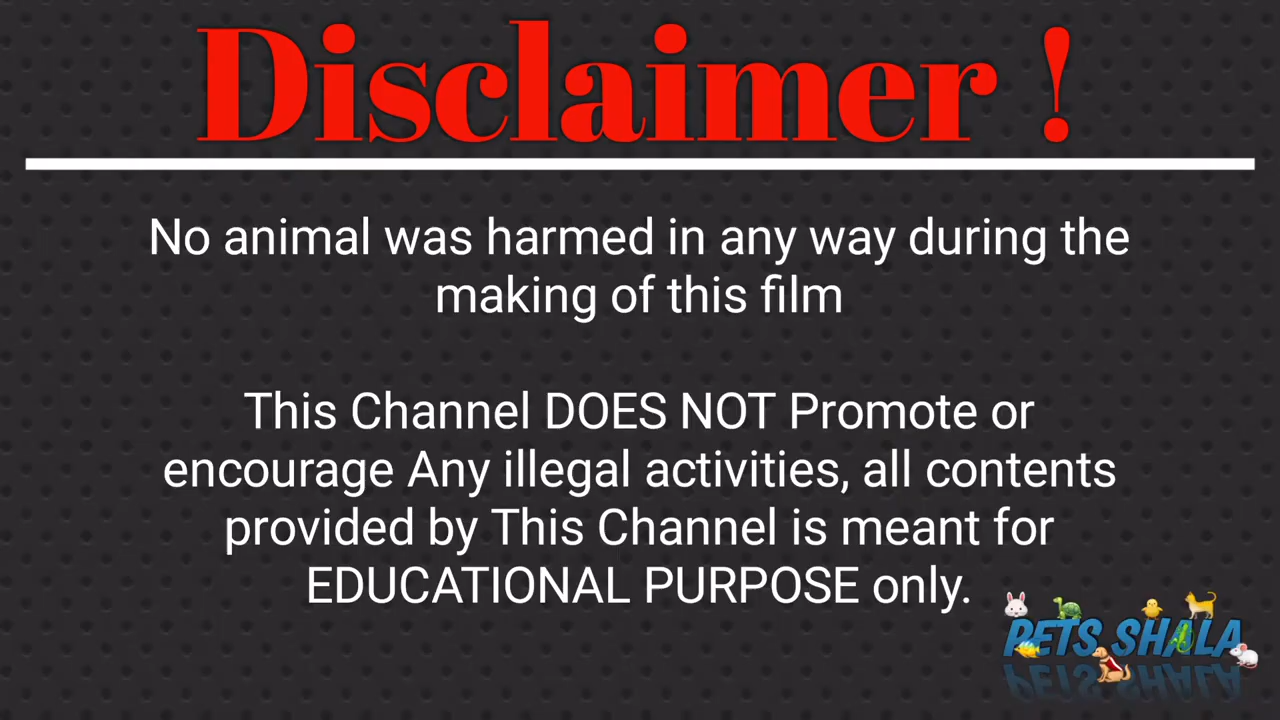 Disclaimer !
No animal was harmed in any way during the
making of this film
This Channel DOES NOT Promote or
encourage Any illegal activities, all contents
provided by This Channel is meant for
EDUCATIONAL PURPOSE only.
PETS SHALA